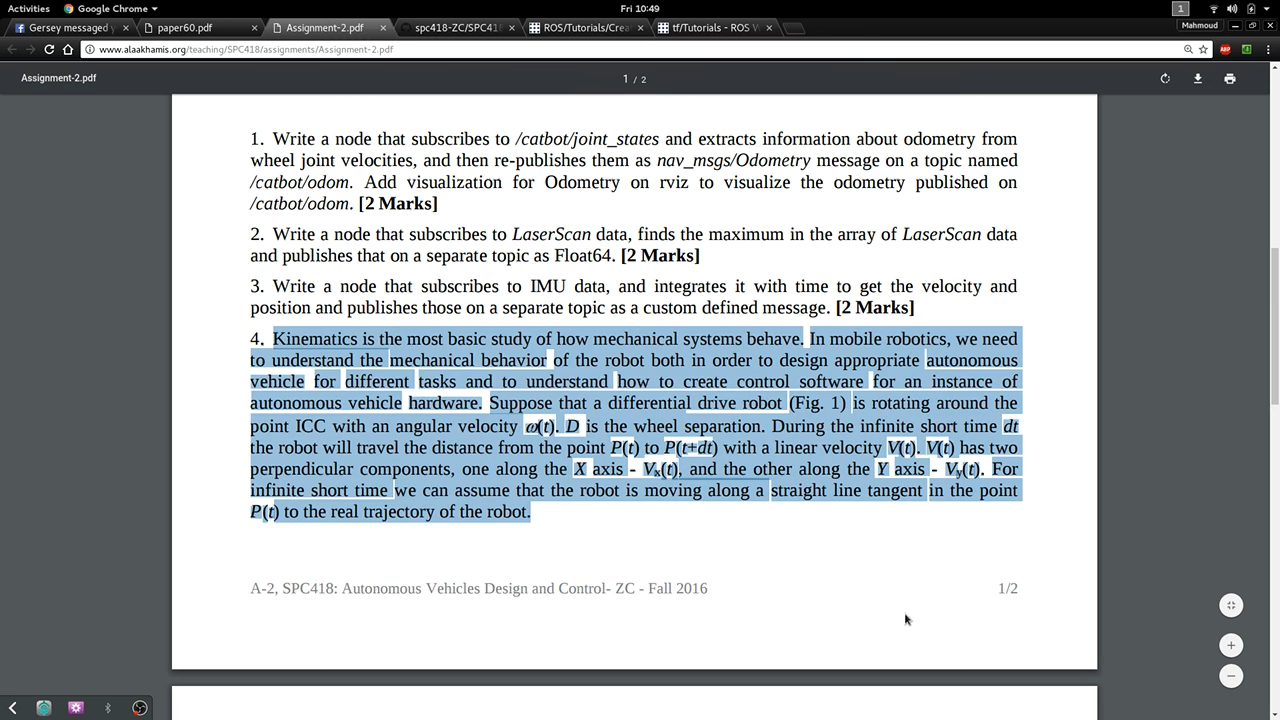 Activities Google Chrome Fri 10:49 1
Gersey messaged y paper60.pdf Assignment-2.pdf spc418-ZC/SPC418 ROS/Tutorials/Crea tf/Tutorials - ROS W Mahmoud
www.alaakhamis.org/teaching/SPC418/assignments/Assignment-2.pdf ABP
Assignment-2.pdf 1 / 2
1. Write a node that subscribes to /catbot/joint_states and extracts information about odometry from
wheel joint velocities, and then re-publishes them as nav_msgs/Odometry message on a topic named
/catbot/odom. Add visualization for Odometry on rviz to visualize the odometry published on
/catbot/odom. [2 Marks]
2. Write a node that subscribes to LaserScan data, finds the maximum in the array of LaserScan data
and publishes that on a separate topic as Float64. [2 Marks]
3. Write a node that subscribes to IMU data, and integrates it with time to get the velocity and
position and publishes those on a separate topic as a custom defined message. [2 Marks]
4. Kinematics is the most basic study of how mechanical systems behave. In mobile robotics, we need
to understand the mechanical behavior of the robot both in order to design appropriate autonomous
vehicle for different tasks and to understand how to create control software for an instance of
autonomous vehicle hardware. Suppose that a differential drive robot (Fig. 1) is rotating around the
point ICC with an angular velocity ω(t). D is the wheel separation. During the infinite short time dt
the robot will travel the distance from the point P(t) to P(t+dt) with a linear velocity V(t). V(t) has two
perpendicular components, one along the X axis - Vx(t), and the other along the Y axis - Vy(t). For
infinite short time we can assume that the robot is moving along a straight line tangent in the point
P(t) to the real trajectory of the robot.
A-2, SPC418: Autonomous Vehicles Design and Control- ZC - Fall 2016 1/2